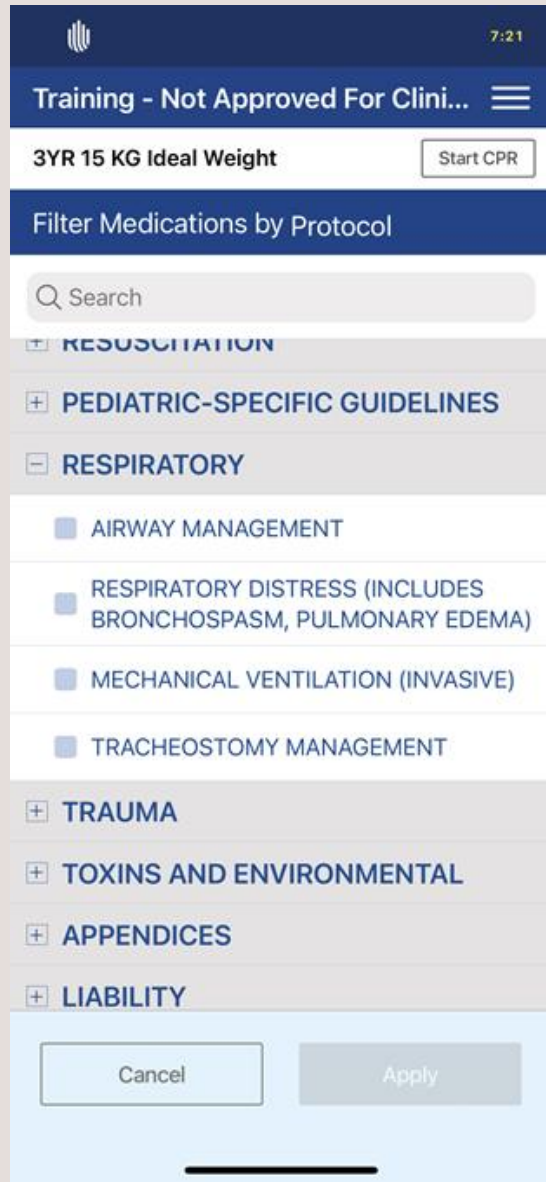 7:21
Training - Not Approved For Clini...
3YR 15 KG Ideal Weight
Start CPR
Filter Medications by Protocol
Search
RESUSCITATION
PEDIATRIC-SPECIFIC GUIDELINES
RESPIRATORY
AIRWAY MANAGEMENT
RESPIRATORY DISTRESS (INCLUDES
BRONCHOSPASM, PULMONARY EDEMA)
MECHANICAL VENTILATION (INVASIVE)
TRACHEOSTOMY MANAGEMENT
TRAUMA
TOXINS AND ENVIRONMENTAL
APPENDICES
LIABILITY
Cancel
Apply